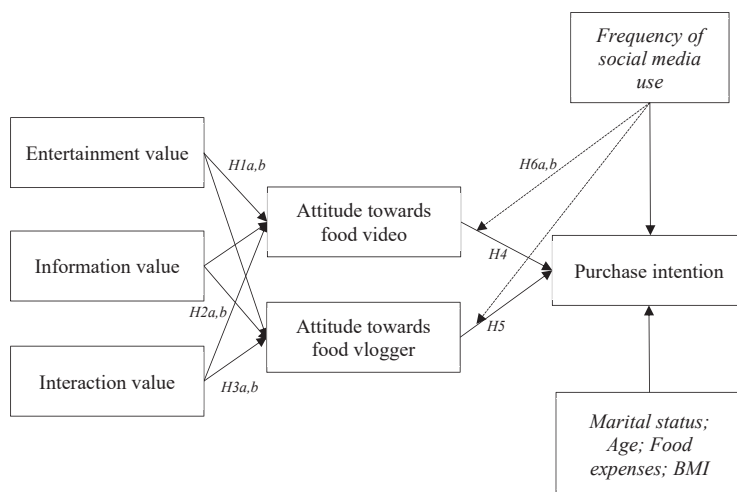 Frequency of
social media
use
Entertainment value
H1a,b
H6a,b
Attitude towards
food video
Information value
H4
Purchase intention
H2a,b
Attitude towards
food vlogger
H5
Interaction value
H3a,b
Marital status;
Age; Food
expenses; BMI